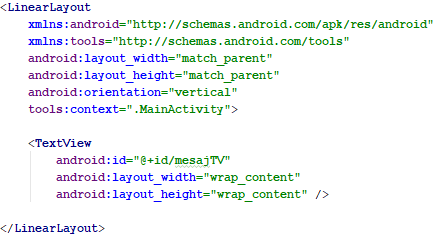 <LinearLayout
    xmlns:android="http://schemas.android.com/apk/res/android"
    xmlns:tools="http://schemas.android.com/tools"
    android:layout_width="match_parent"
    android:layout_height="match_parent"
    android:orientation="vertical"
    tools:context=".MainActivity">

    <TextView
        android:id="@+id/mesajTV"
        android:layout_width="wrap_content"
        android:layout_height="wrap_content" />

</LinearLayout>